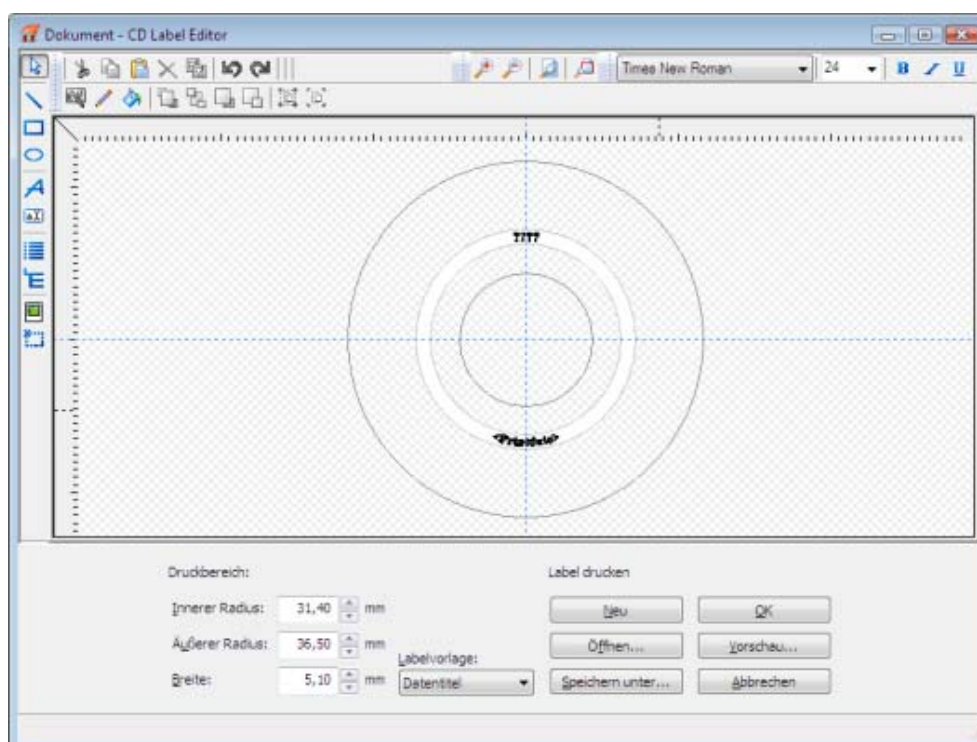 Dokument - CD Label Editor
Times New Roman 24 B I U
Druckbereich:
Label drucken
Innerer Radius: 31,40 mm
Neu
OK
Äußerer Radius: 36,50 mm
Öffnen...
Vorschau...
Labelvorlage:
Breite: 5,10 mm
Datentitel
Speichern unter...
Abbrechen